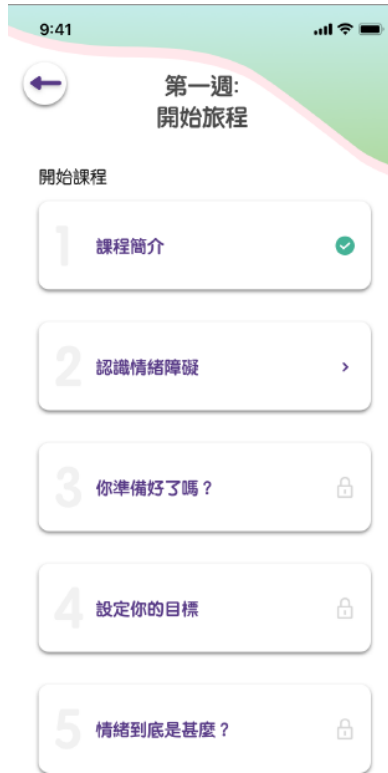 9:41
第一週:
開始旅程
開始課程
1 課程簡介
2 認識情緒障礙
3 你準備好了嗎？
4 設定你的目標
5 情緒到底是甚麼？